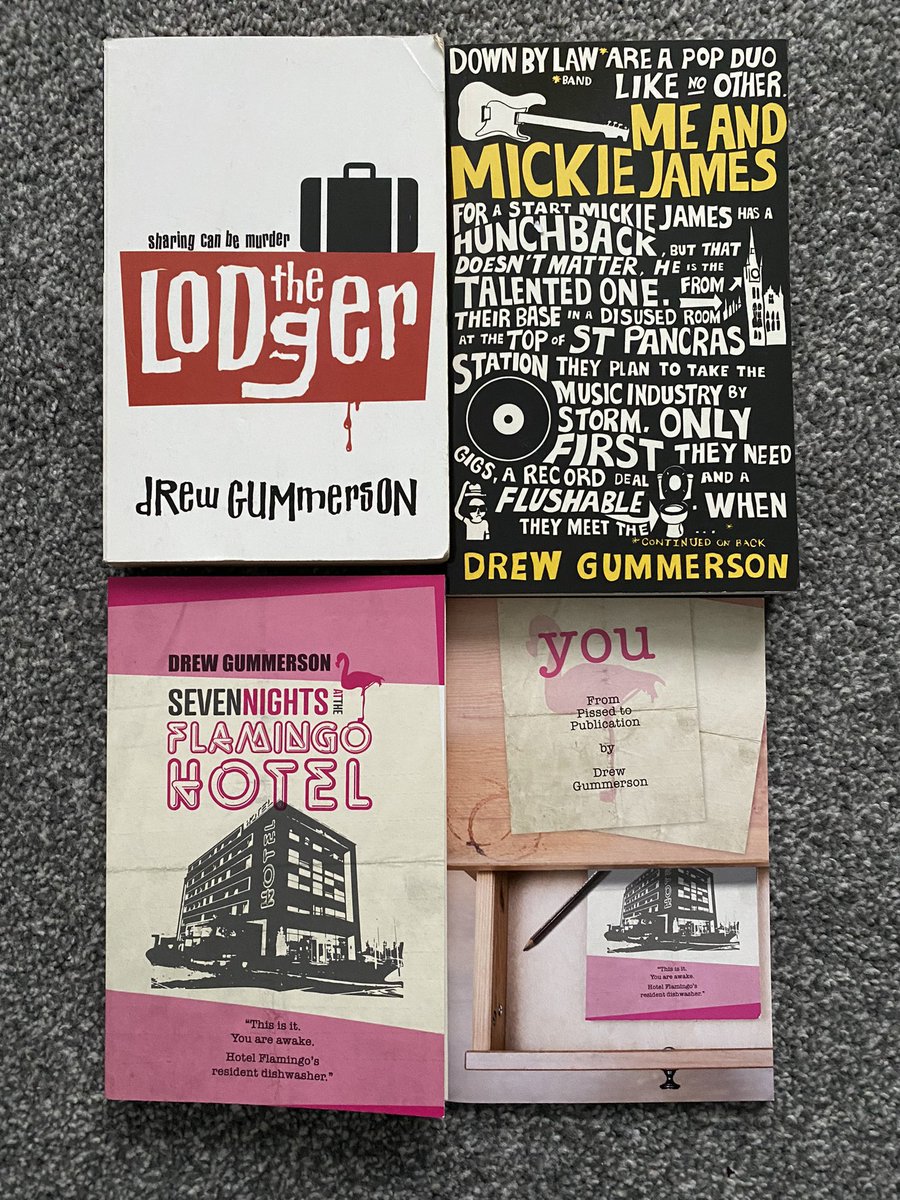 sharing can be murder
the
LODger
drew GUMMerSON
DOWN BY LAW* ARE A POP DUO
*BAND
LIKE NO OTHER.
ME AND
MICKIE JAMES
FOR A START MICKIE JAMES HAS A
HUNCHBACK, BUT THAT
DOESN'T MATTER, HE IS THE
TALENTED ONE. FROM
THEIR BASE IN A DISUSED ROOM
AT THE TOP OF ST PANCRAS
STATION THEY PLAN TO TAKE THE
MUSIC INDUSTRY BY
STORM. ONLY
FIRST THEY NEED
GIGS, A RECORD DEAL AND A
FLUSHABLE . WHEN
THEY MEET THE ...*
*CONTINUED ON BACK
DREW GUMMERSON
DREW GUMMERSON
SEVENNIGHTS ATTHE
FLAMINGO
HOTEL
HOTEL
HOTEL
"This is it.
You are awake.
Hotel Flamingo's
resident dishwasher."
you
From
Pissed to
Publication
by
Drew
Gummerson
HOTEL
"This is it.
You are awake.
Hotel Flamingo's
resident dishwasher."